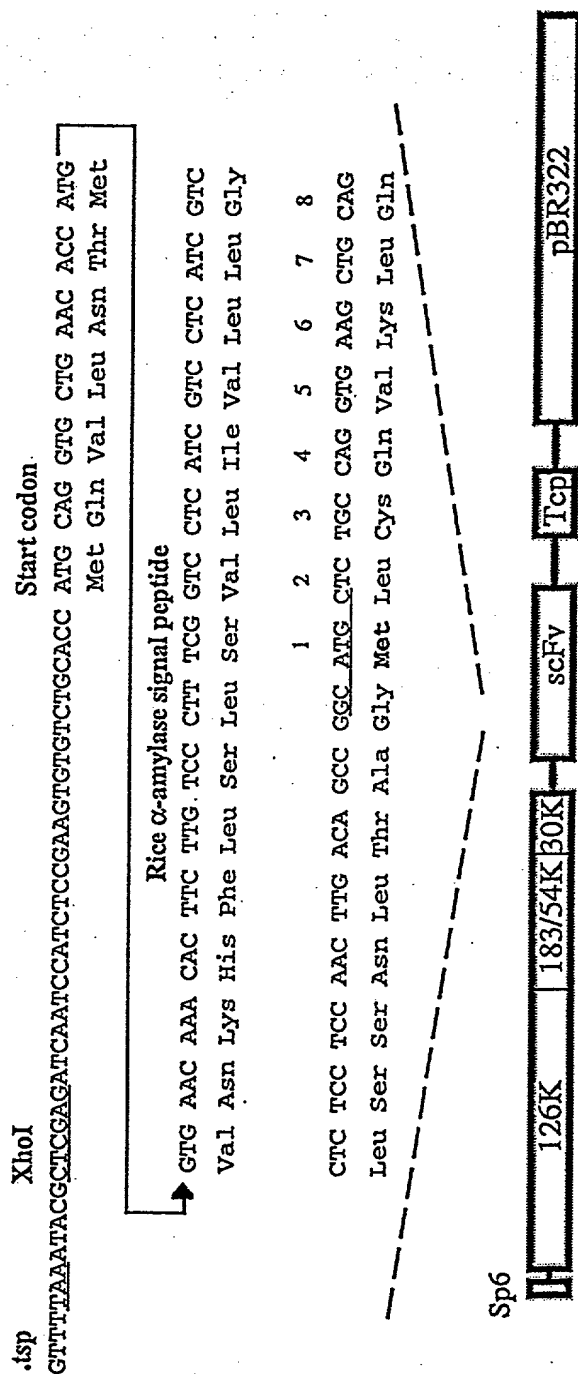 .tsp XhoI Start codon
GTTTTAAATACGCTCGAGATCAATCCATCTCCGAAGTGTGTCTGCACC ATG CAG GTG CTG AAC ACC ATG
Met Gln Val Leu Asn Thr Met
Rice α-amylase signal peptide
GTG AAC AAA CAC TTC TTG TCC CTT TCG GTC CTC ATC GTC CTC ATC GTC
Val Asn Lys His Phe Leu Ser Leu Ser Val Leu Ile Val Leu Leu Gly
1 2 3 4 5 6 7 8
CTC TCC TCC AAC TTG ACA GCC GGC ATG CTC TGC CAG GTG AAG CTG CAG
Leu Ser Ser Asn Leu Thr Ala Gly Met Leu Cys Gln Val Lys Leu Gln
Sp6
126K 183/54K 30K scFv Tcp pBR322